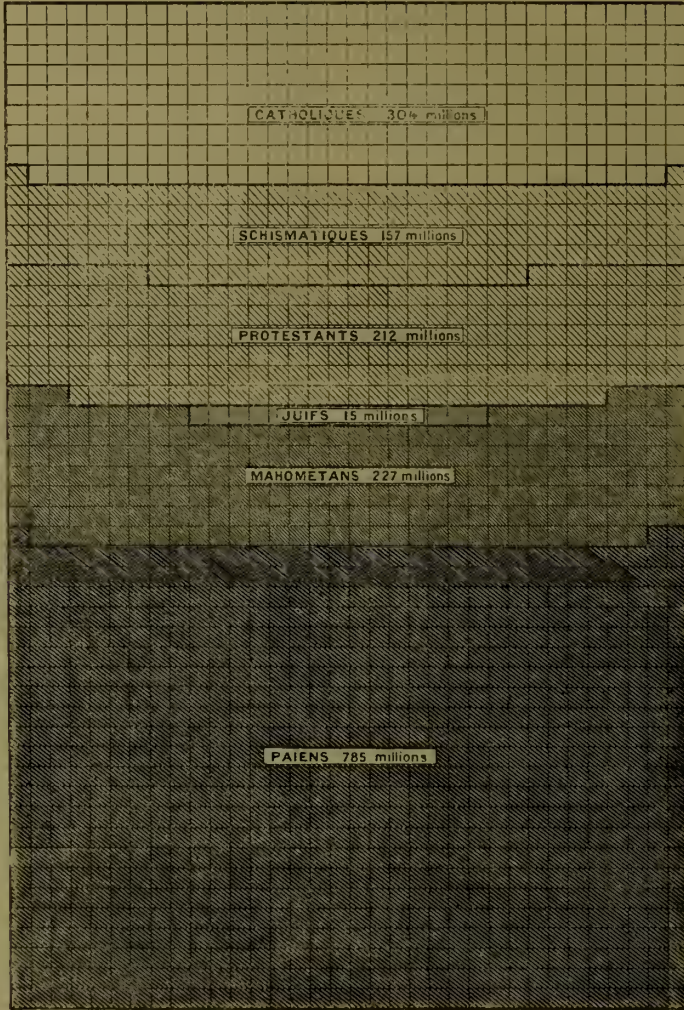 CATHOLIQUES 304 millions
SCHISMATIQUES 157 millions
PROTESTANTS 212 millions
JUIFS 15 millions
MAHOMETANS 227 millions
PAIENS 785 millions